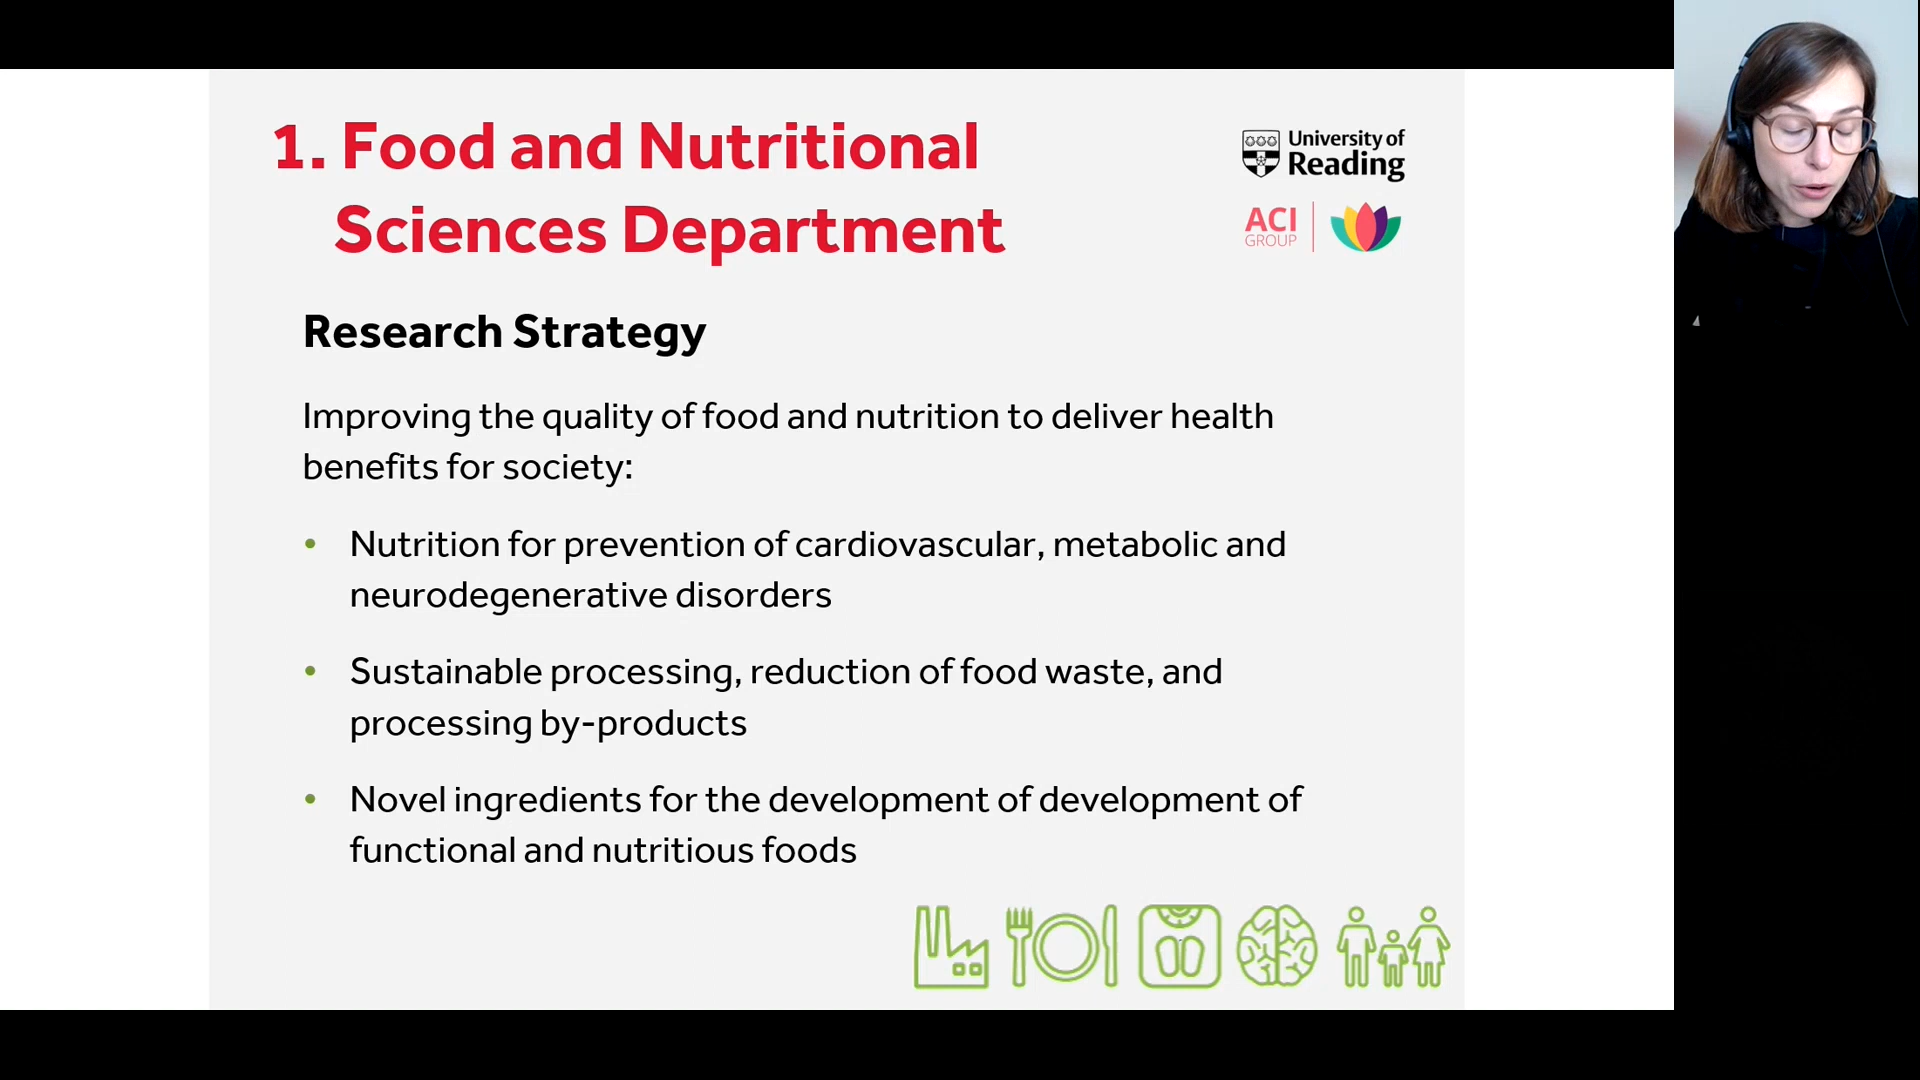 1. Food and Nutritional
Sciences Department
University of
Reading
ACI
GROUP
Research Strategy
Improving the quality of food and nutrition to deliver health
benefits for society:
• Nutrition for prevention of cardiovascular, metabolic and
neurodegenerative disorders
• Sustainable processing, reduction of food waste, and
processing by-products
• Novel ingredients for the development of development of
functional and nutritious foods